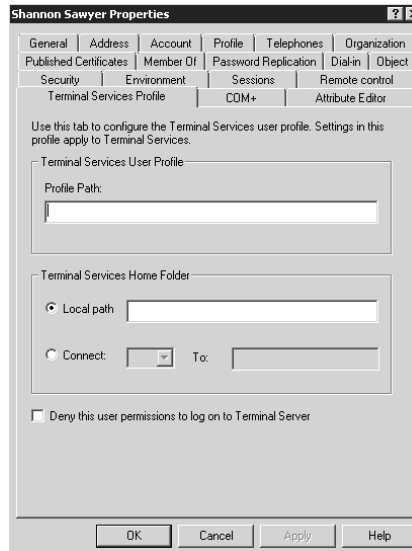 Shannon Sawyer Properties
General Address Account Profile Telephones Organization
Published Certificates Member Of Password Replication Dial-in Object
Security Environment Sessions Remote control
Terminal Services Profile COM+ Attribute Editor
Use this tab to configure the Terminal Services user profile. Settings in this
profile apply to Terminal Services.
Terminal Services User Profile
Profile Path:
Terminal Services Home Folder
Local path
Connect: To:
Deny this user permissions to log on to Terminal Server
OK Cancel Apply Help